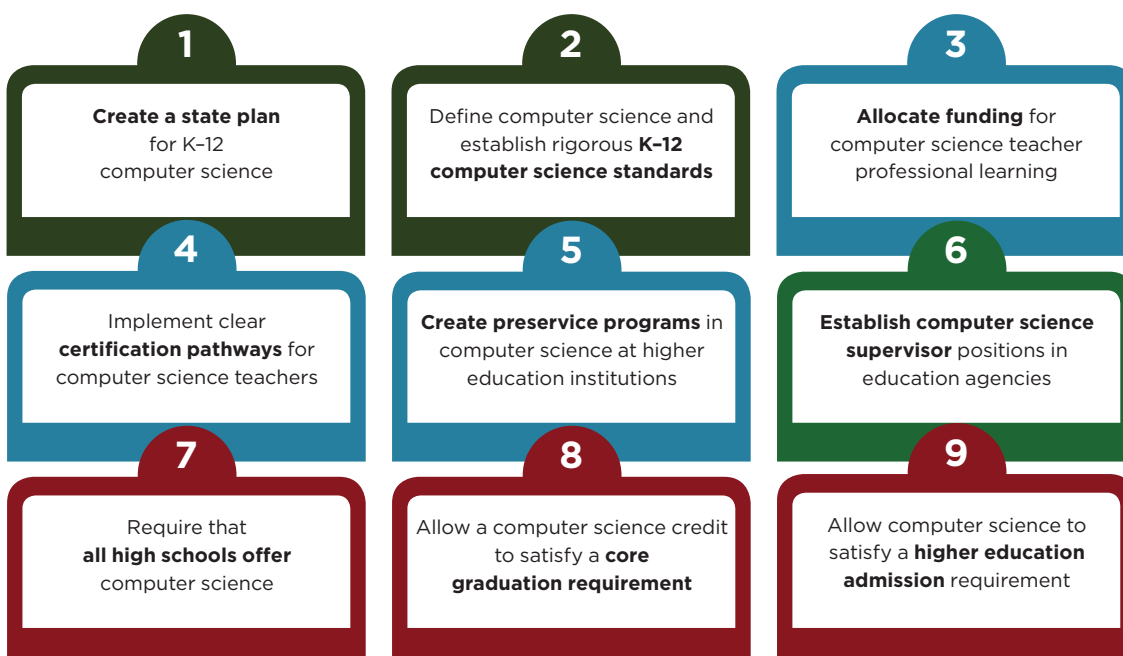 1
Create a state plan
for K–12
computer science
2
Define computer science and
establish rigorous K–12
computer science standards
3
Allocate funding for
computer science teacher
professional learning
4
Implement clear
certification pathways for
computer science teachers
5
Create preservice programs in
computer science at higher
education institutions
6
Establish computer science
supervisor positions in
education agencies
7
Require that
all high schools offer
computer science
8
Allow a computer science credit
to satisfy a core
graduation requirement
9
Allow computer science to
satisfy a higher education
admission requirement